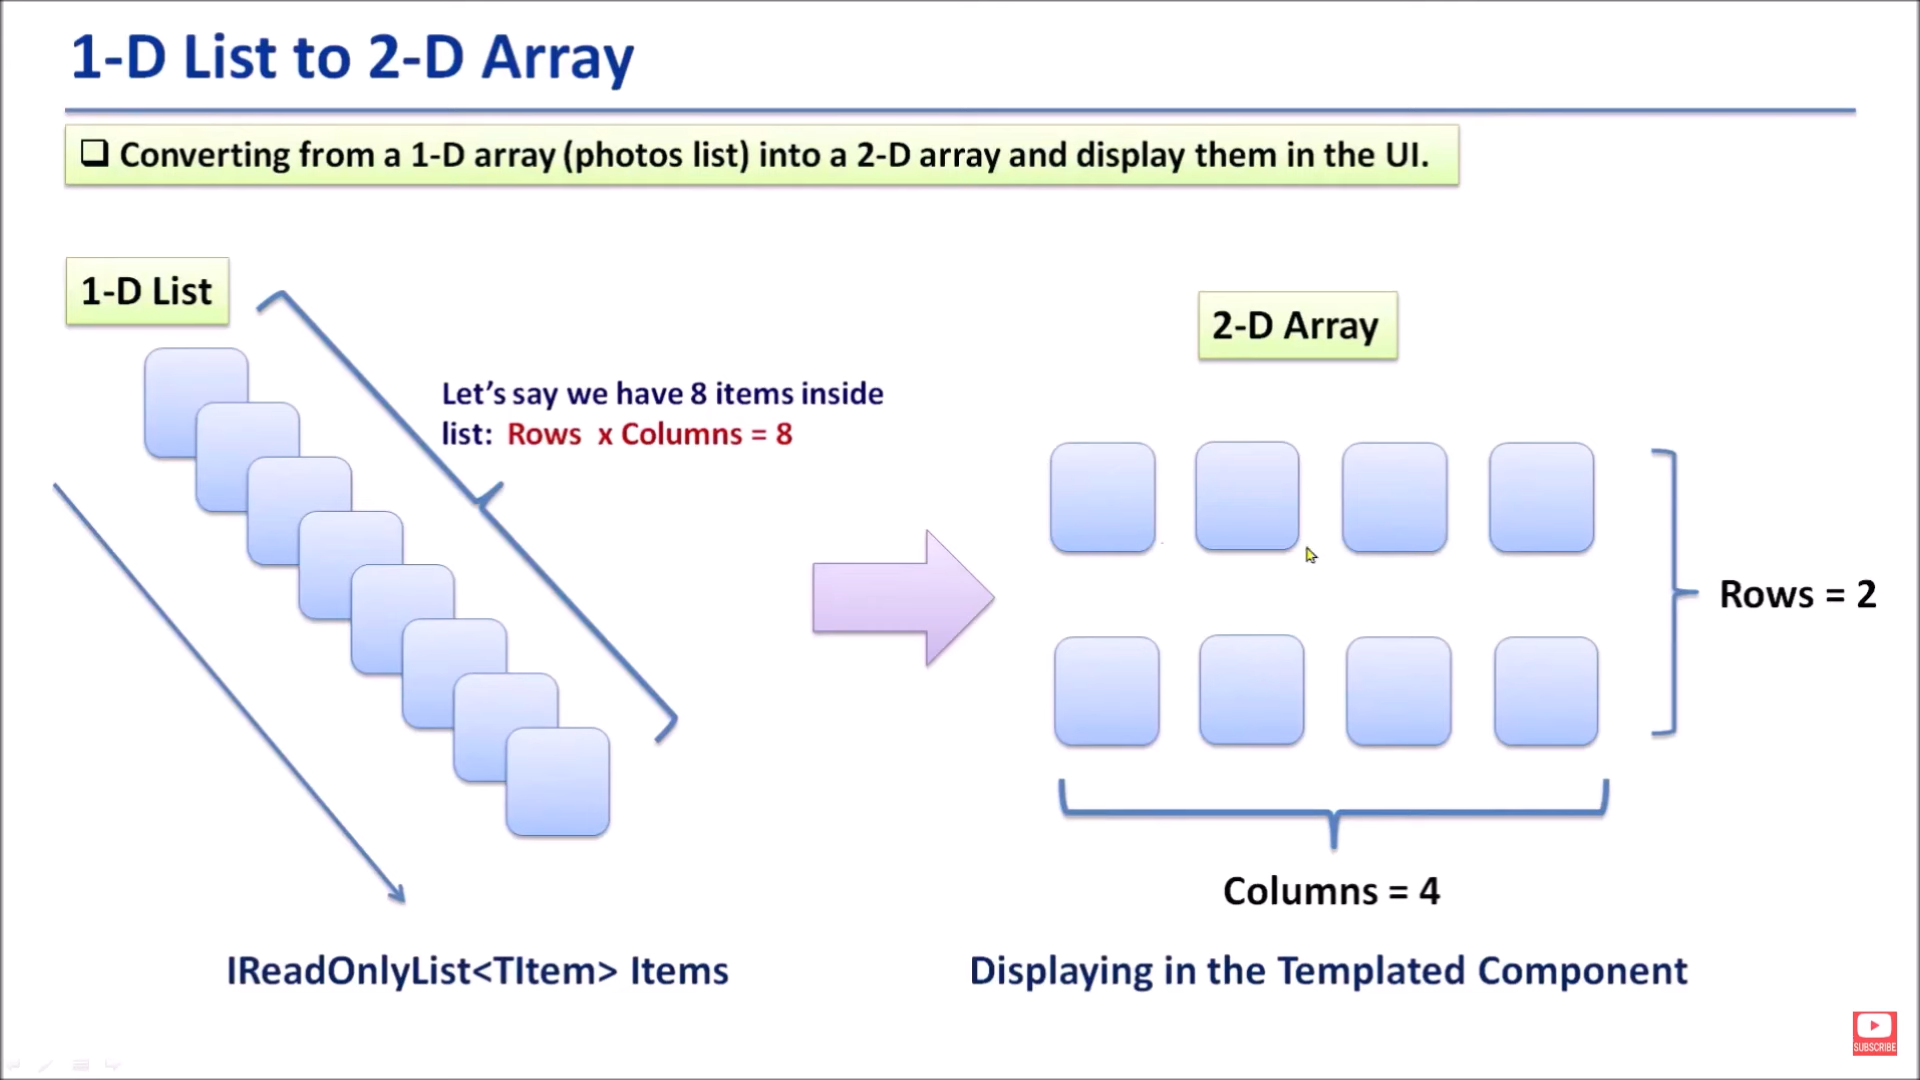 1-D List to 2-D Array
❑ Converting from a 1-D array (photos list) into a 2-D array and display them in the UI.
1-D List
2-D Array
Let’s say we have 8 items inside
list: Rows x Columns = 8
Rows = 2
Columns = 4
IReadOnlyList<TItem> Items
Displaying in the Templated Component
SUBSCRIBE